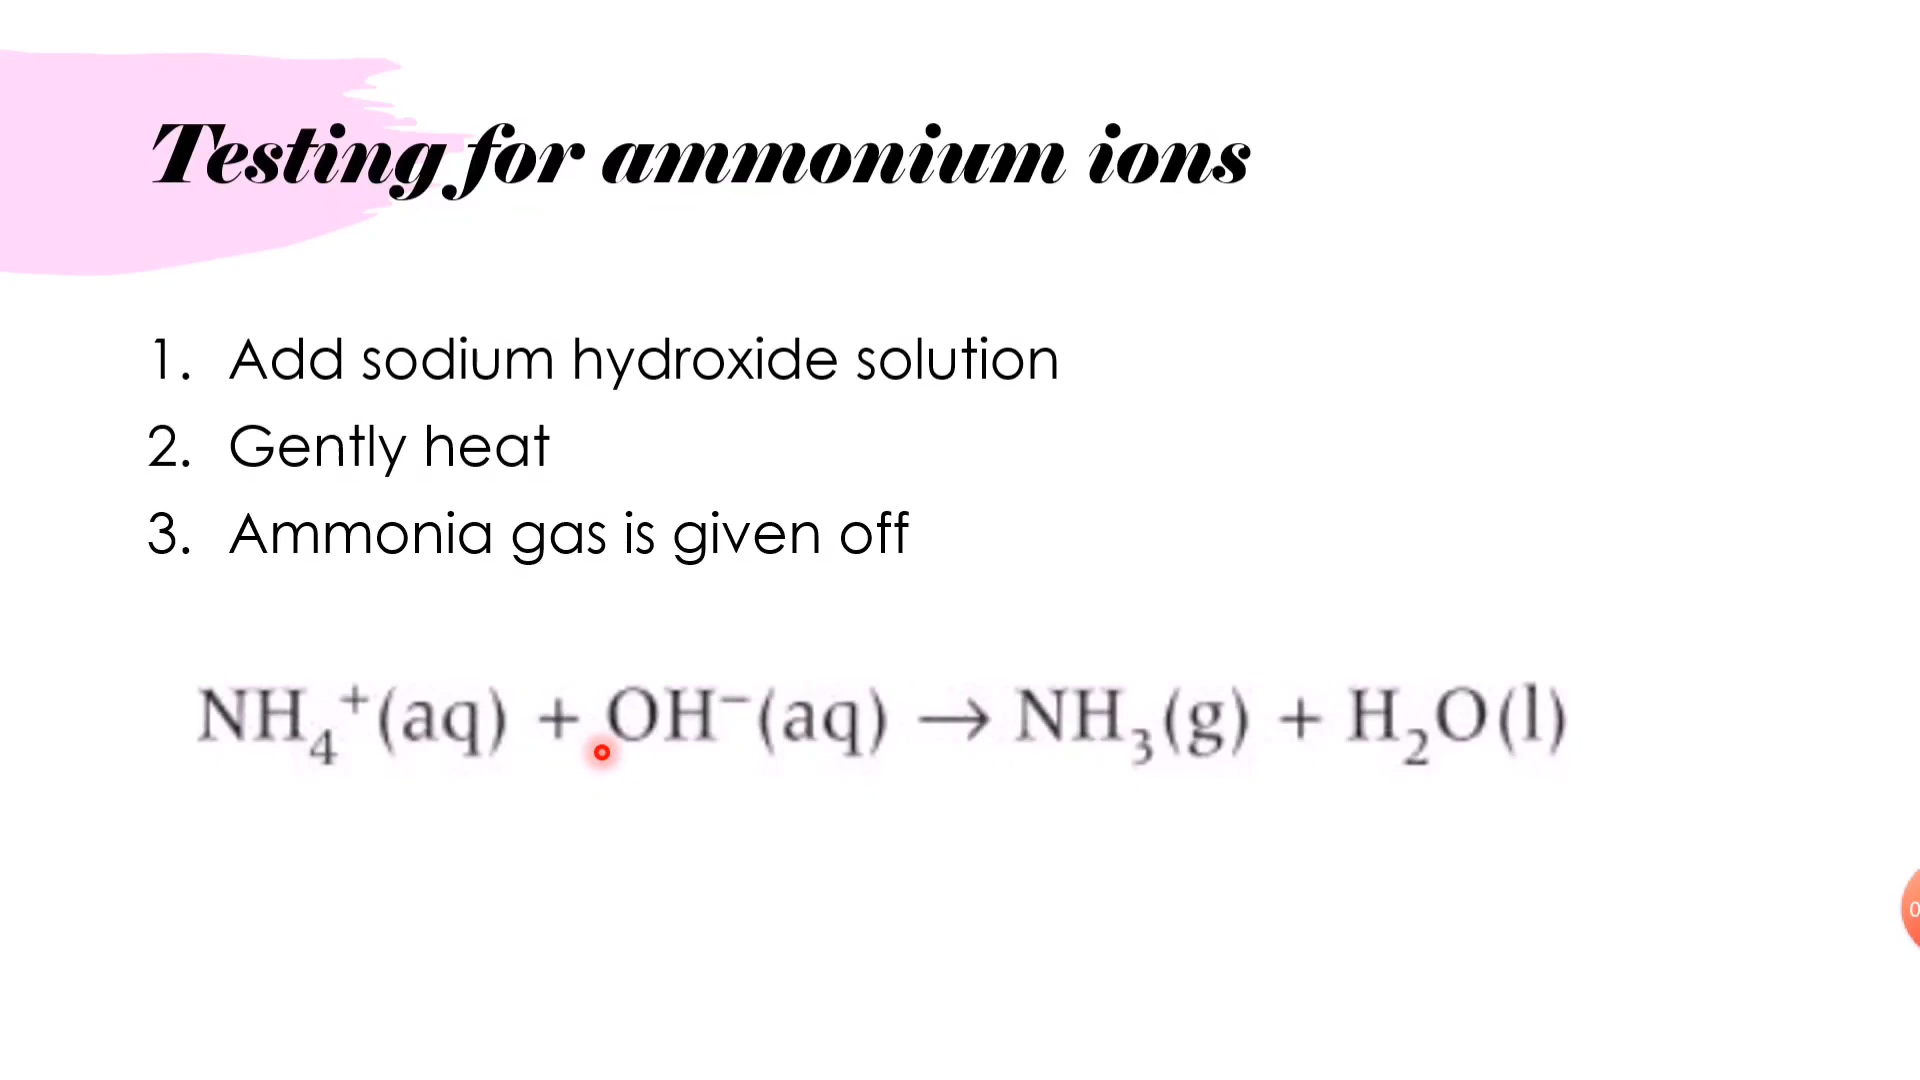 Testing for ammonium ions
1. Add sodium hydroxide solution
2. Gently heat
3. Ammonia gas is given off
NH₄⁺(aq) + OH⁻(aq) → NH₃(g) + H₂O(l)
0